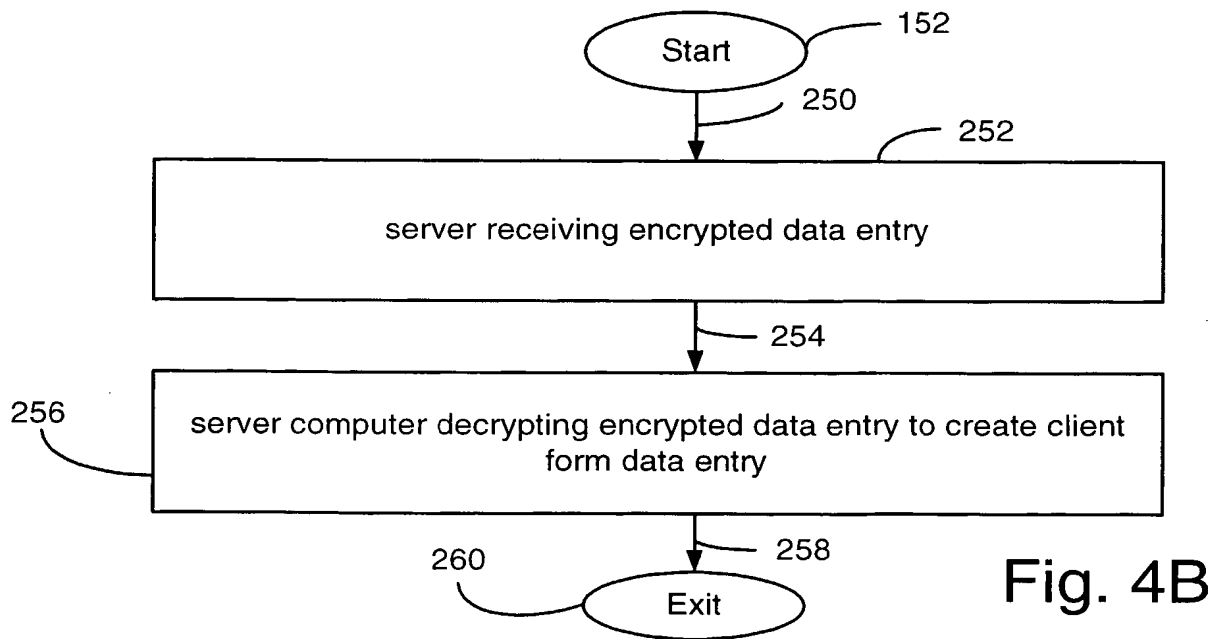 Start
152
250
252
server receiving encrypted data entry
254
256
server computer decrypting encrypted data entry to create client
form data entry
258
260
Exit
Fig. 4B